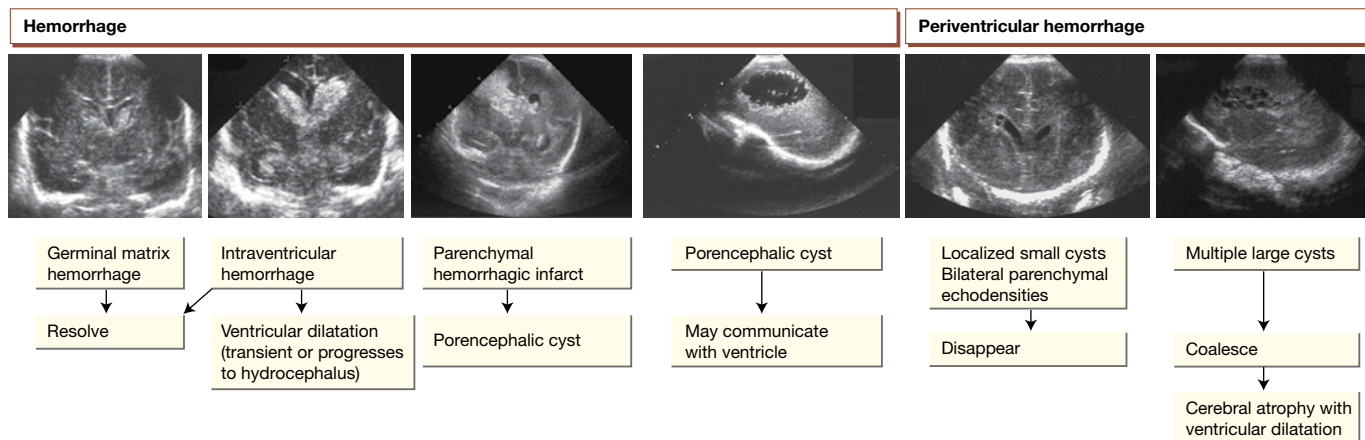 Hemorrhage
Periventricular hemorrhage
Germinal matrix
hemorrhage
Intraventricular
hemorrhage
Parenchymal
hemorrhagic infarct
Porencephalic cyst
Localized small cysts
Bilateral parenchymal
echodensities
Multiple large cysts
Resolve
Ventricular dilatation
(transient or progresses
to hydrocephalus)
Porencephalic cyst
May communicate
with ventricle
Disappear
Coalesce
Cerebral atrophy with
ventricular dilatation